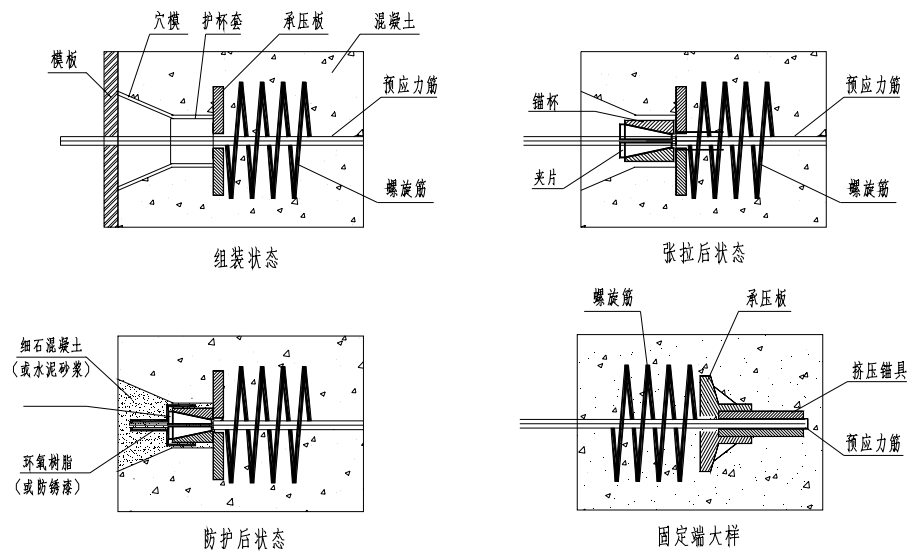 穴模 护杯套 承压板 混凝土
模板
预应力筋
螺旋筋
组装状态
锚杯
预应力筋
夹片
螺旋筋
张拉后状态
细石混凝土
(或水泥砂浆)
环氧树脂
(或防锈漆)
防护后状态
螺旋筋 承压板
挤压锚具
预应力筋
固定端大样